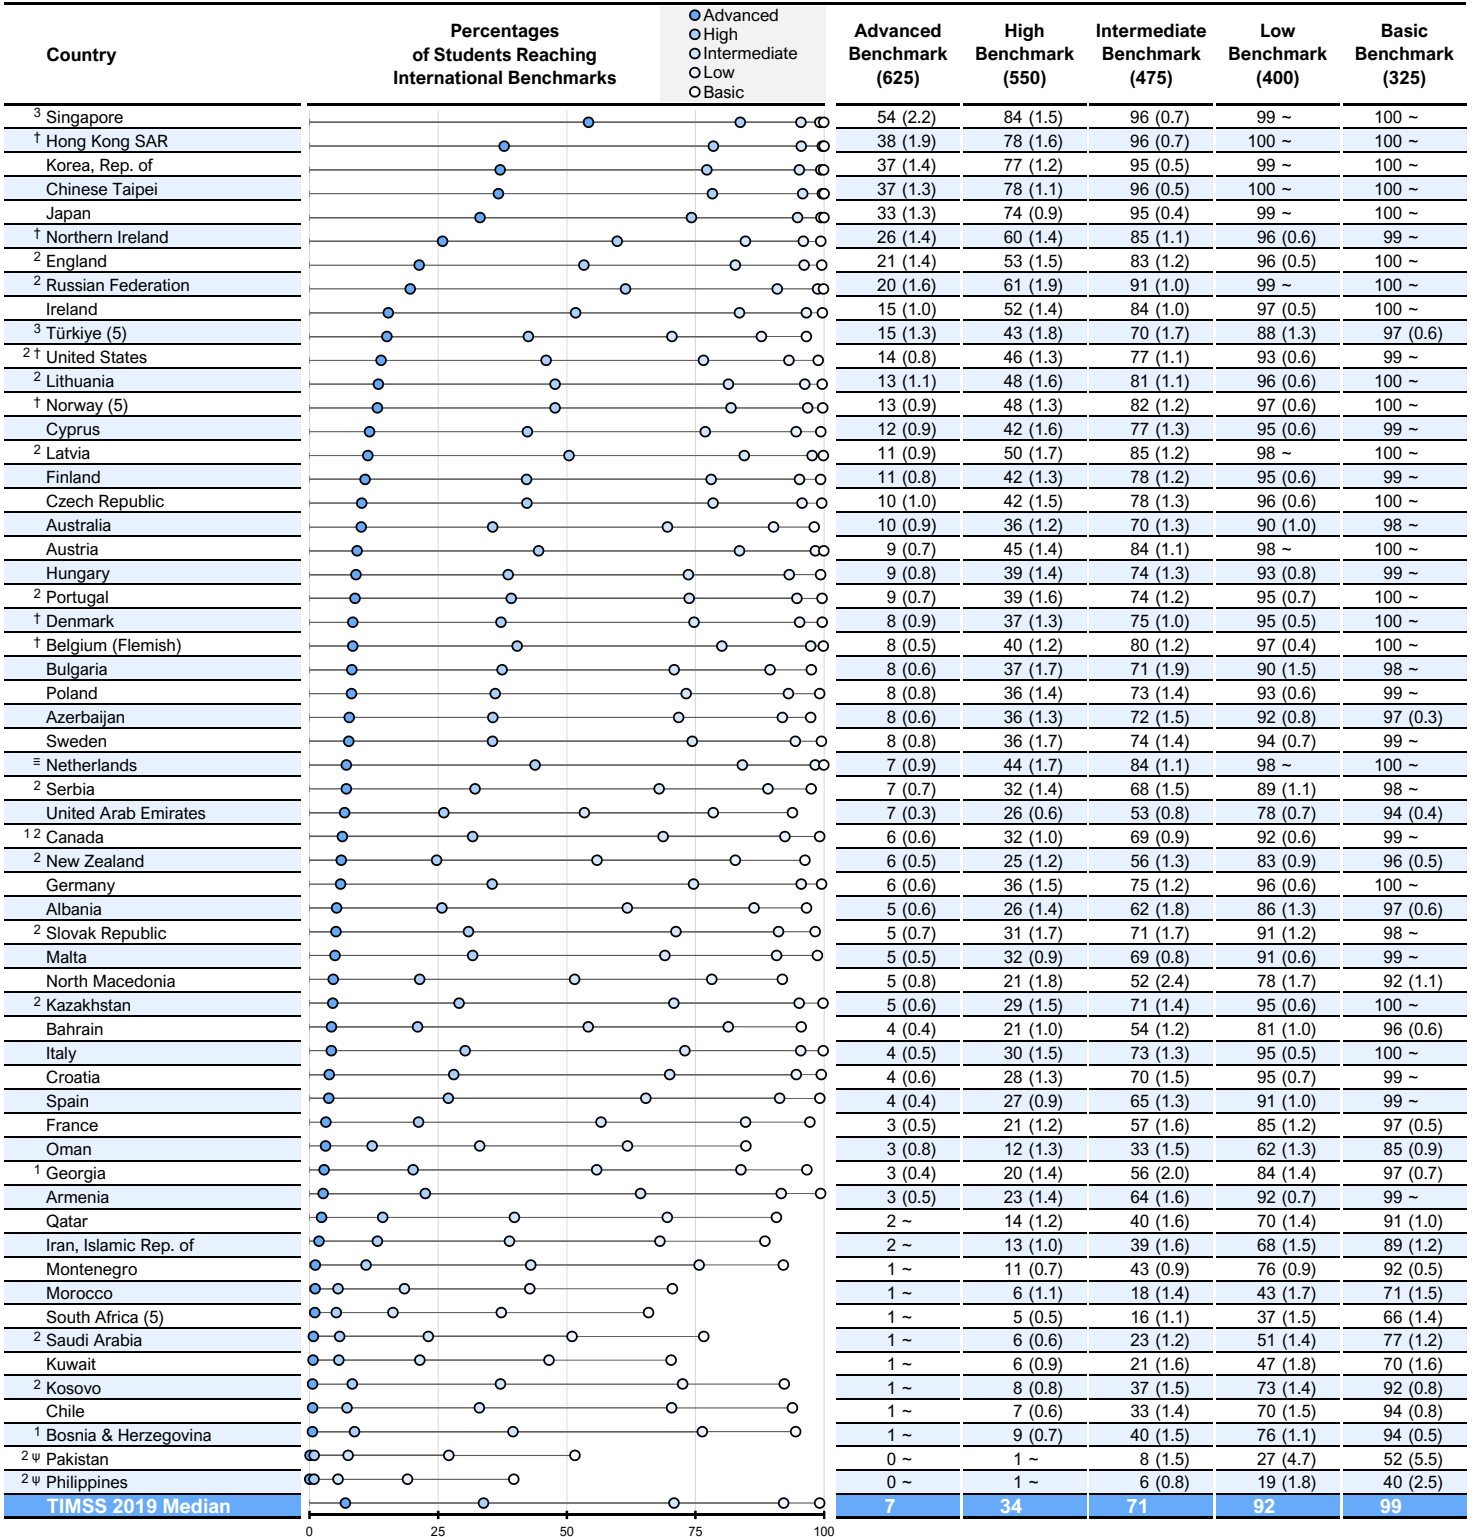 Country
Percentages of Students Reaching International Benchmarks
Advanced
High
Intermediate
Low
Basic
Advanced Benchmark (625)
High Benchmark (550)
Intermediate Benchmark (475)
Low Benchmark (400)
Basic Benchmark (325)
3 Singapore 54 (2.2) 84 (1.5) 96 (0.7) 99 ~ 100 ~
† Hong Kong SAR 38 (1.9) 78 (1.6) 96 (0.7) 100 ~ 100 ~
Korea, Rep. of 37 (1.4) 77 (1.2) 95 (0.5) 99 ~ 100 ~
Chinese Taipei 37 (1.3) 78 (1.1) 96 (0.5) 100 ~ 100 ~
Japan 33 (1.3) 74 (0.9) 95 (0.4) 99 ~ 100 ~
† Northern Ireland 26 (1.4) 60 (1.4) 85 (1.1) 96 (0.6) 99 ~
2 England 21 (1.4) 53 (1.5) 83 (1.2) 96 (0.5) 100 ~
2 Russian Federation 20 (1.6) 61 (1.9) 91 (1.0) 99 ~ 100 ~
Ireland 15 (1.0) 52 (1.4) 84 (1.0) 97 (0.5) 100 ~
3 Türkiye (5) 15 (1.3) 43 (1.8) 70 (1.7) 88 (1.3) 97 (0.6)
2 † United States 14 (0.8) 46 (1.3) 77 (1.1) 93 (0.6) 99 ~
2 Lithuania 13 (1.1) 48 (1.6) 81 (1.1) 96 (0.6) 100 ~
† Norway (5) 13 (0.9) 48 (1.3) 82 (1.2) 97 (0.6) 100 ~
Cyprus 12 (0.9) 42 (1.6) 77 (1.3) 95 (0.6) 99 ~
2 Latvia 11 (0.9) 50 (1.7) 85 (1.2) 98 ~ 100 ~
Finland 11 (0.8) 42 (1.3) 78 (1.2) 95 (0.6) 99 ~
Czech Republic 10 (1.0) 42 (1.5) 78 (1.3) 96 (0.6) 100 ~
Australia 10 (0.9) 36 (1.2) 70 (1.3) 90 (1.0) 98 ~
Austria 9 (0.7) 45 (1.4) 84 (1.1) 98 ~ 100 ~
Hungary 9 (0.8) 39 (1.4) 74 (1.3) 93 (0.8) 99 ~
2 Portugal 9 (0.7) 39 (1.6) 74 (1.2) 95 (0.7) 100 ~
† Denmark 8 (0.9) 37 (1.3) 75 (1.0) 95 (0.5) 100 ~
† Belgium (Flemish) 8 (0.5) 40 (1.2) 80 (1.2) 97 (0.4) 100 ~
Bulgaria 8 (0.6) 37 (1.7) 71 (1.9) 90 (1.5) 98 ~
Poland 8 (0.8) 36 (1.4) 73 (1.4) 93 (0.6) 99 ~
Azerbaijan 8 (0.6) 36 (1.3) 72 (1.5) 92 (0.8) 97 (0.3)
Sweden 8 (0.8) 36 (1.7) 74 (1.4) 94 (0.7) 99 ~
≡ Netherlands 7 (0.9) 44 (1.7) 84 (1.1) 98 ~ 100 ~
2 Serbia 7 (0.7) 32 (1.4) 68 (1.5) 89 (1.1) 98 ~
United Arab Emirates 7 (0.3) 26 (0.6) 53 (0.8) 78 (0.7) 94 (0.4)
1 2 Canada 6 (0.6) 32 (1.0) 69 (0.9) 92 (0.6) 99 ~
2 New Zealand 6 (0.5) 25 (1.2) 56 (1.3) 83 (0.9) 96 (0.5)
Germany 6 (0.6) 36 (1.5) 75 (1.2) 96 (0.6) 100 ~
Albania 5 (0.6) 26 (1.4) 62 (1.8) 86 (1.3) 97 (0.6)
2 Slovak Republic 5 (0.7) 31 (1.7) 71 (1.7) 91 (1.2) 98 ~
Malta 5 (0.5) 32 (0.9) 69 (0.8) 91 (0.6) 99 ~
North Macedonia 5 (0.8) 21 (1.8) 52 (2.4) 78 (1.7) 92 (1.1)
2 Kazakhstan 5 (0.6) 29 (1.5) 71 (1.4) 95 (0.6) 100 ~
Bahrain 4 (0.4) 21 (1.0) 54 (1.2) 81 (1.0) 96 (0.6)
Italy 4 (0.5) 30 (1.5) 73 (1.3) 95 (0.5) 100 ~
Croatia 4 (0.6) 28 (1.3) 70 (1.5) 95 (0.7) 99 ~
Spain 4 (0.4) 27 (0.9) 65 (1.3) 91 (1.0) 99 ~
France 3 (0.5) 21 (1.2) 57 (1.6) 85 (1.2) 97 (0.5)
Oman 3 (0.8) 12 (1.3) 33 (1.5) 62 (1.3) 85 (0.9)
1 Georgia 3 (0.4) 20 (1.4) 56 (2.0) 84 (1.4) 97 (0.7)
Armenia 3 (0.5) 23 (1.4) 64 (1.6) 92 (0.7) 99 ~
Qatar 2 ~ 14 (1.2) 40 (1.6) 70 (1.4) 91 (1.0)
Iran, Islamic Rep. of 2 ~ 13 (1.0) 39 (1.6) 68 (1.5) 89 (1.2)
Montenegro 1 ~ 11 (0.7) 43 (0.9) 76 (0.9) 92 (0.5)
Morocco 1 ~ 6 (1.1) 18 (1.4) 43 (1.7) 71 (1.5)
South Africa (5) 1 ~ 5 (0.5) 16 (1.1) 37 (1.5) 66 (1.4)
2 Saudi Arabia 1 ~ 6 (0.6) 23 (1.2) 51 (1.4) 77 (1.2)
Kuwait 1 ~ 6 (0.9) 21 (1.6) 47 (1.8) 70 (1.6)
2 Kosovo 1 ~ 8 (0.8) 37 (1.5) 73 (1.4) 92 (0.8)
Chile 1 ~ 7 (0.6) 33 (1.4) 70 (1.5) 94 (0.8)
1 Bosnia & Herzegovina 1 ~ 9 (0.7) 40 (1.5) 76 (1.1) 94 (0.5)
2 ψ Pakistan 0 ~ 1 ~ 8 (1.5) 27 (4.7) 52 (5.5)
2 ψ Philippines 0 ~ 1 ~ 6 (0.8) 19 (1.8) 40 (2.5)
TIMSS 2019 Median 7 34 71 92 99
0 25 50 75 100